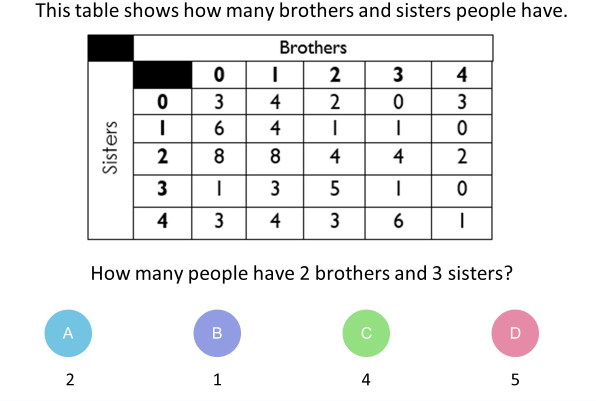 This table shows how many brothers and sisters people have.
Brothers
0 1 2 3 4
Sisters
0 3 4 2 0 3
1 6 4 1 1 0
2 8 8 4 4 2
3 1 3 5 1 0
4 3 4 3 6 1
How many people have 2 brothers and 3 sisters?
A B C D
2 1 4 5